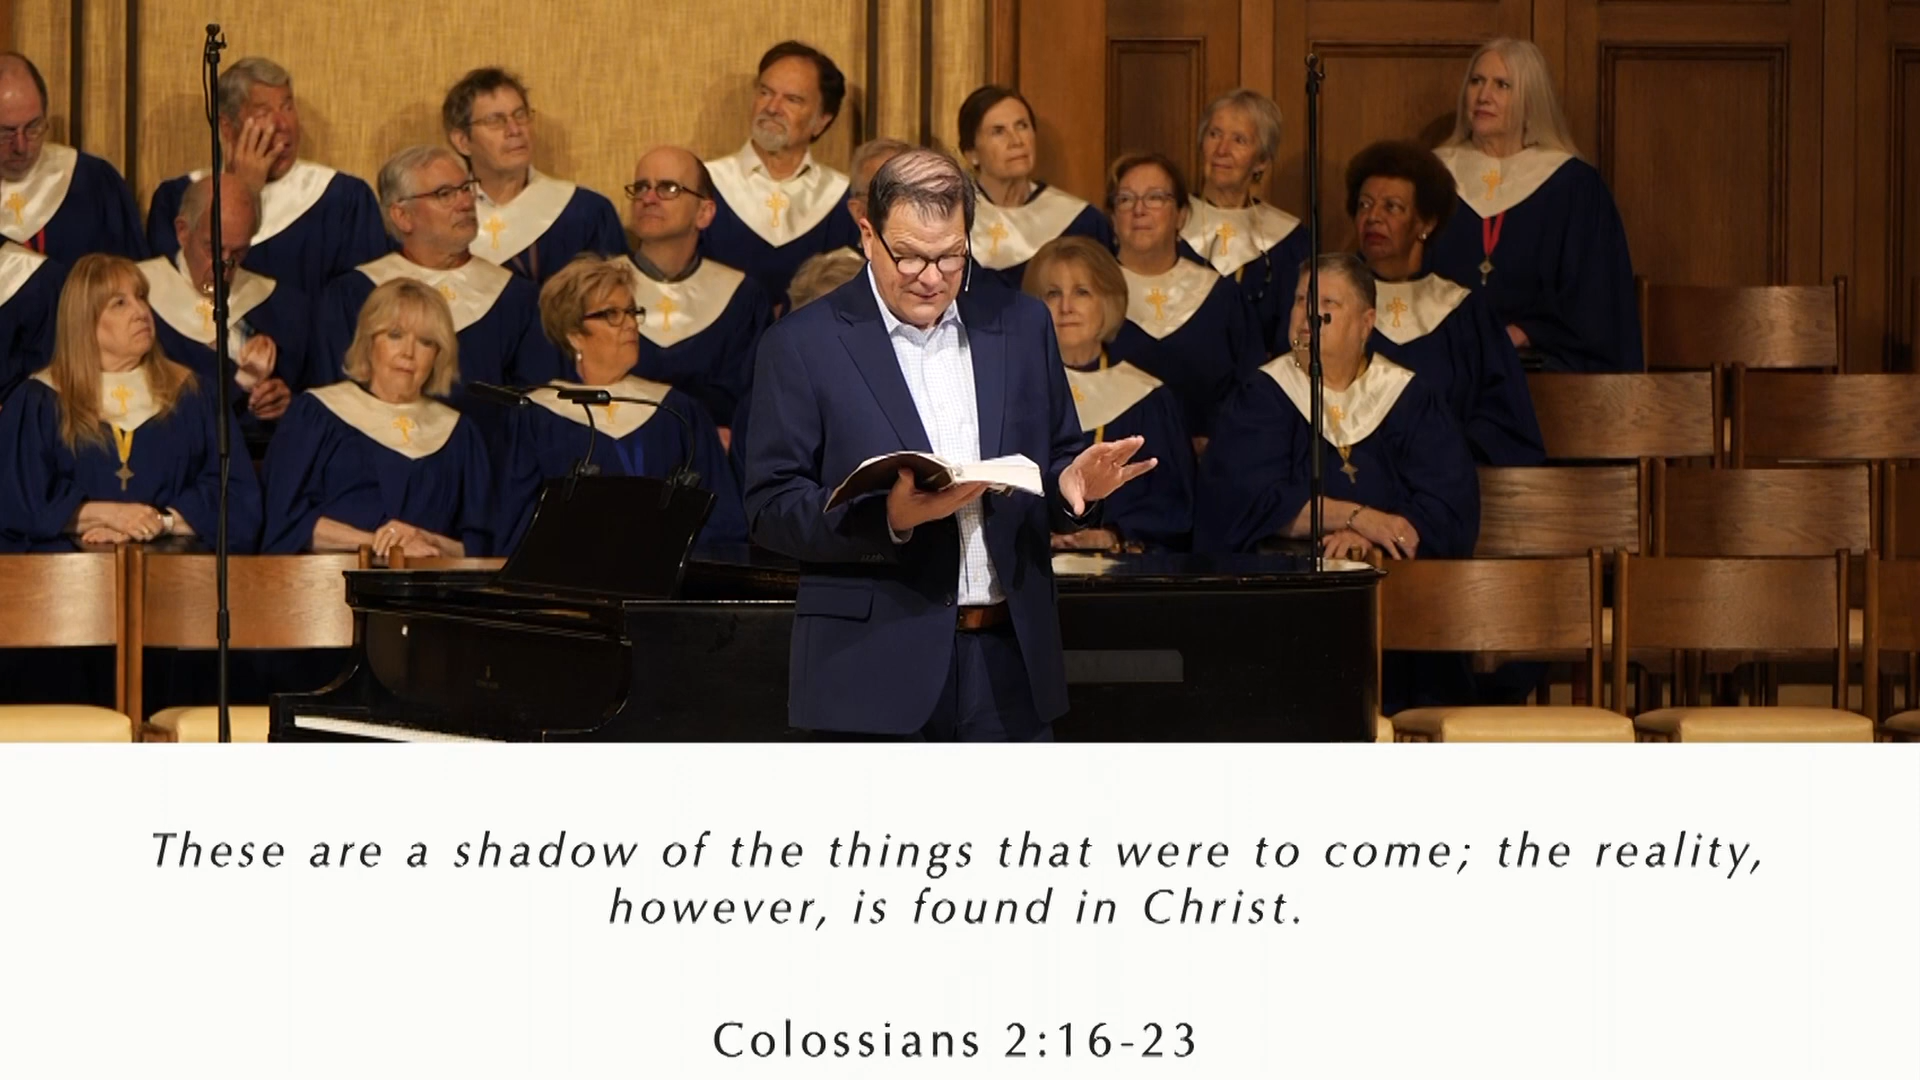 These are a shadow of the things that were to come; the reality,
however, is found in Christ.
Colossians 2:16-23